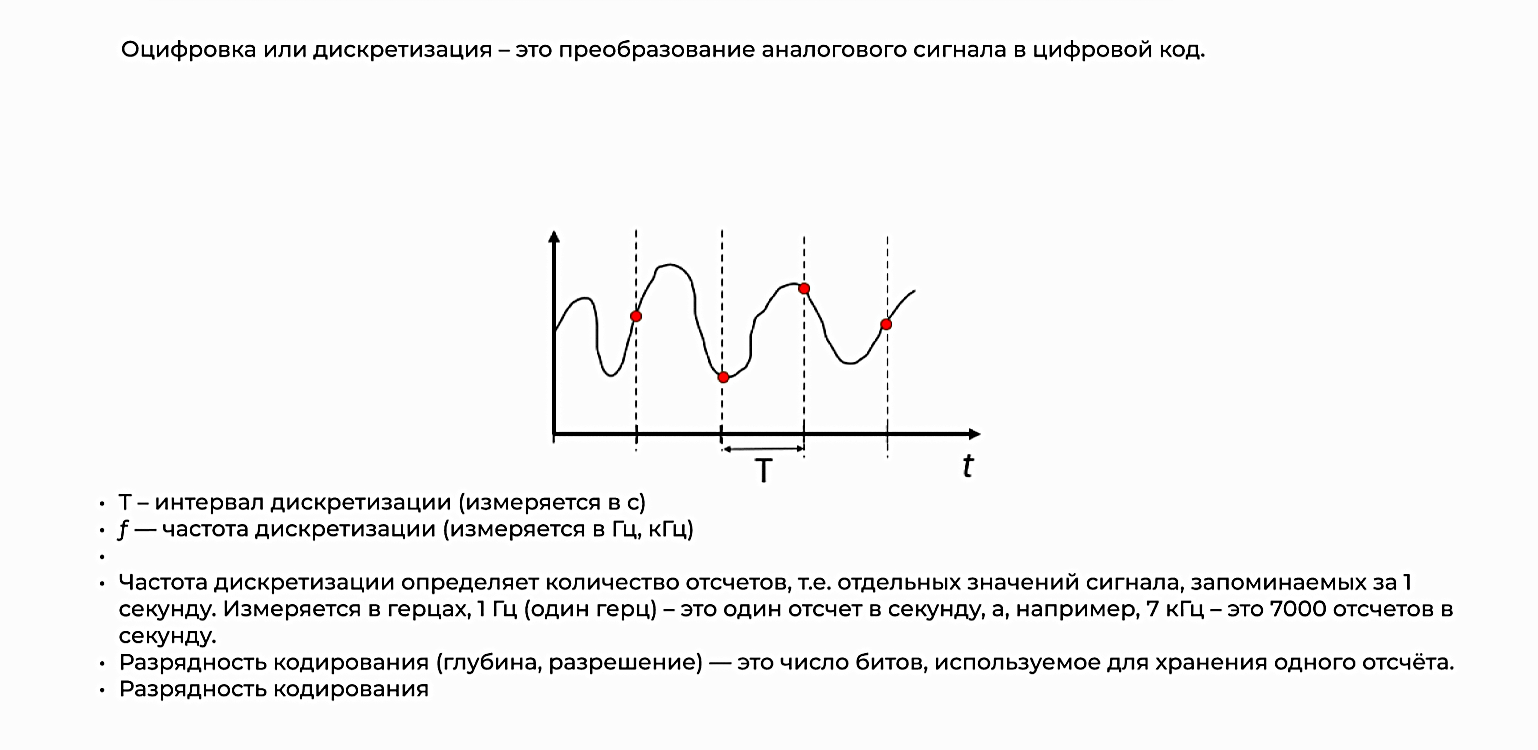 Оцифровка или дискретизация – это преобразование аналогового сигнала в цифровой код.
T
t
• T – интервал дискретизации (измеряется в с)
• f — частота дискретизации (измеряется в Гц, кГц)
•
• Частота дискретизации определяет количество отсчетов, т.е. отдельных значений сигнала, запоминаемых за 1
секунду. Измеряется в герцах, 1 Гц (один герц) – это один отсчет в секунду, а, например, 7 кГц – это 7000 отсчетов в
секунду.
• Разрядность кодирования (глубина, разрешение) — это число битов, используемое для хранения одного отсчёта.
• Разрядность кодирования